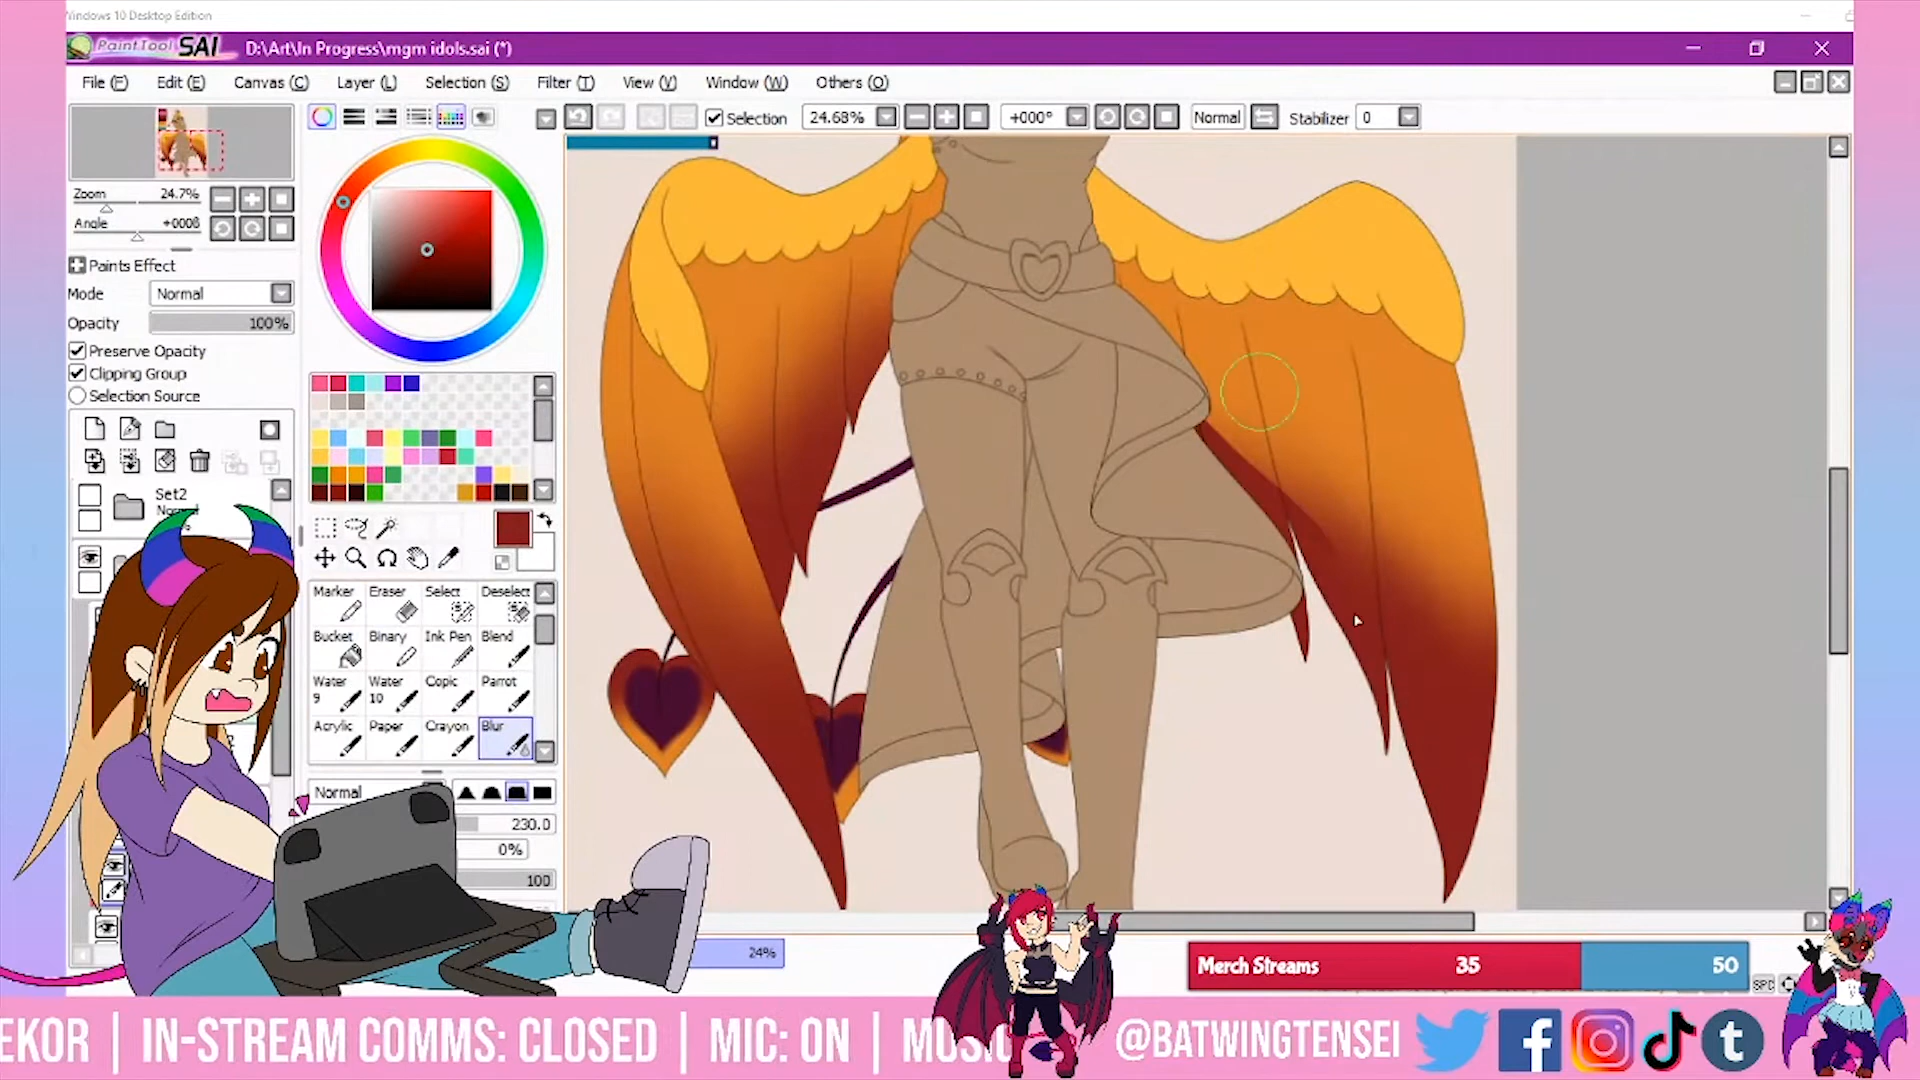 Windows 10 Desktop Edition
PaintTool SAI D:\Art\In Progress\mgm idols.sai (*)
File (F) Edit (E) Canvas (C) Layer (L) Selection (S) Filter (T) View (V) Window (W) Others (O)
Selection 24.68% +000° Normal Stabilizer 0
Zoom 24.7%
Angle
Paints Effect
Mode Normal
Opacity 100%
Preserve Opacity
Clipping Group
Selection Source
Set2
Marker Eraser Select Deselect
Bucket Binary Ink Pen Blend
Water 9 Water 10 Copic Parrot
Acrylic Paper Crayon Blur
Normal
230.0
0%
100
24%
Merch Streams 35 50
SPC
EKOR | IN-STREAM COMMS: CLOSED | MIC: ON | MUSIC @BATWINGTENSEI